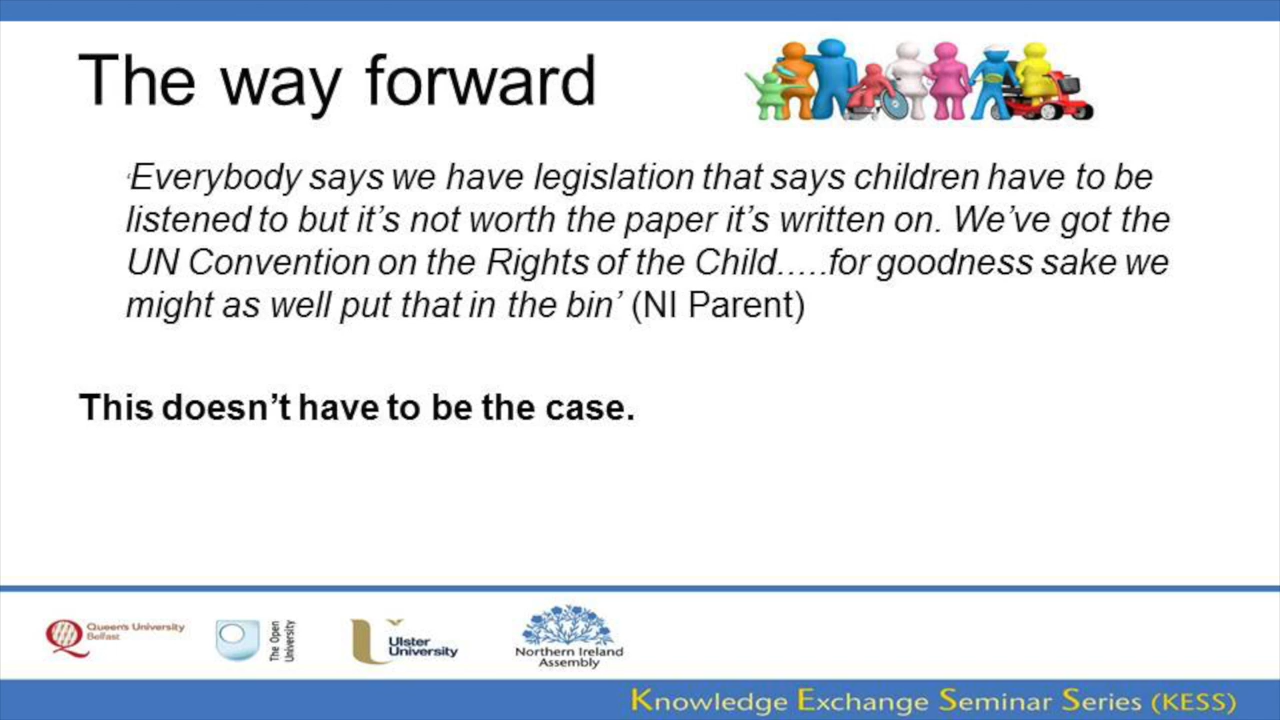 The way forward
‘Everybody says we have legislation that says children have to be
listened to but it’s not worth the paper it’s written on. We’ve got the
UN Convention on the Rights of the Child.....for goodness sake we
might as well put that in the bin’ (NI Parent)
This doesn’t have to be the case.
Queen's University
Belfast
The Open
University
Ulster
University
Northern Ireland
Assembly
Knowledge Exchange Seminar Series (KESS)